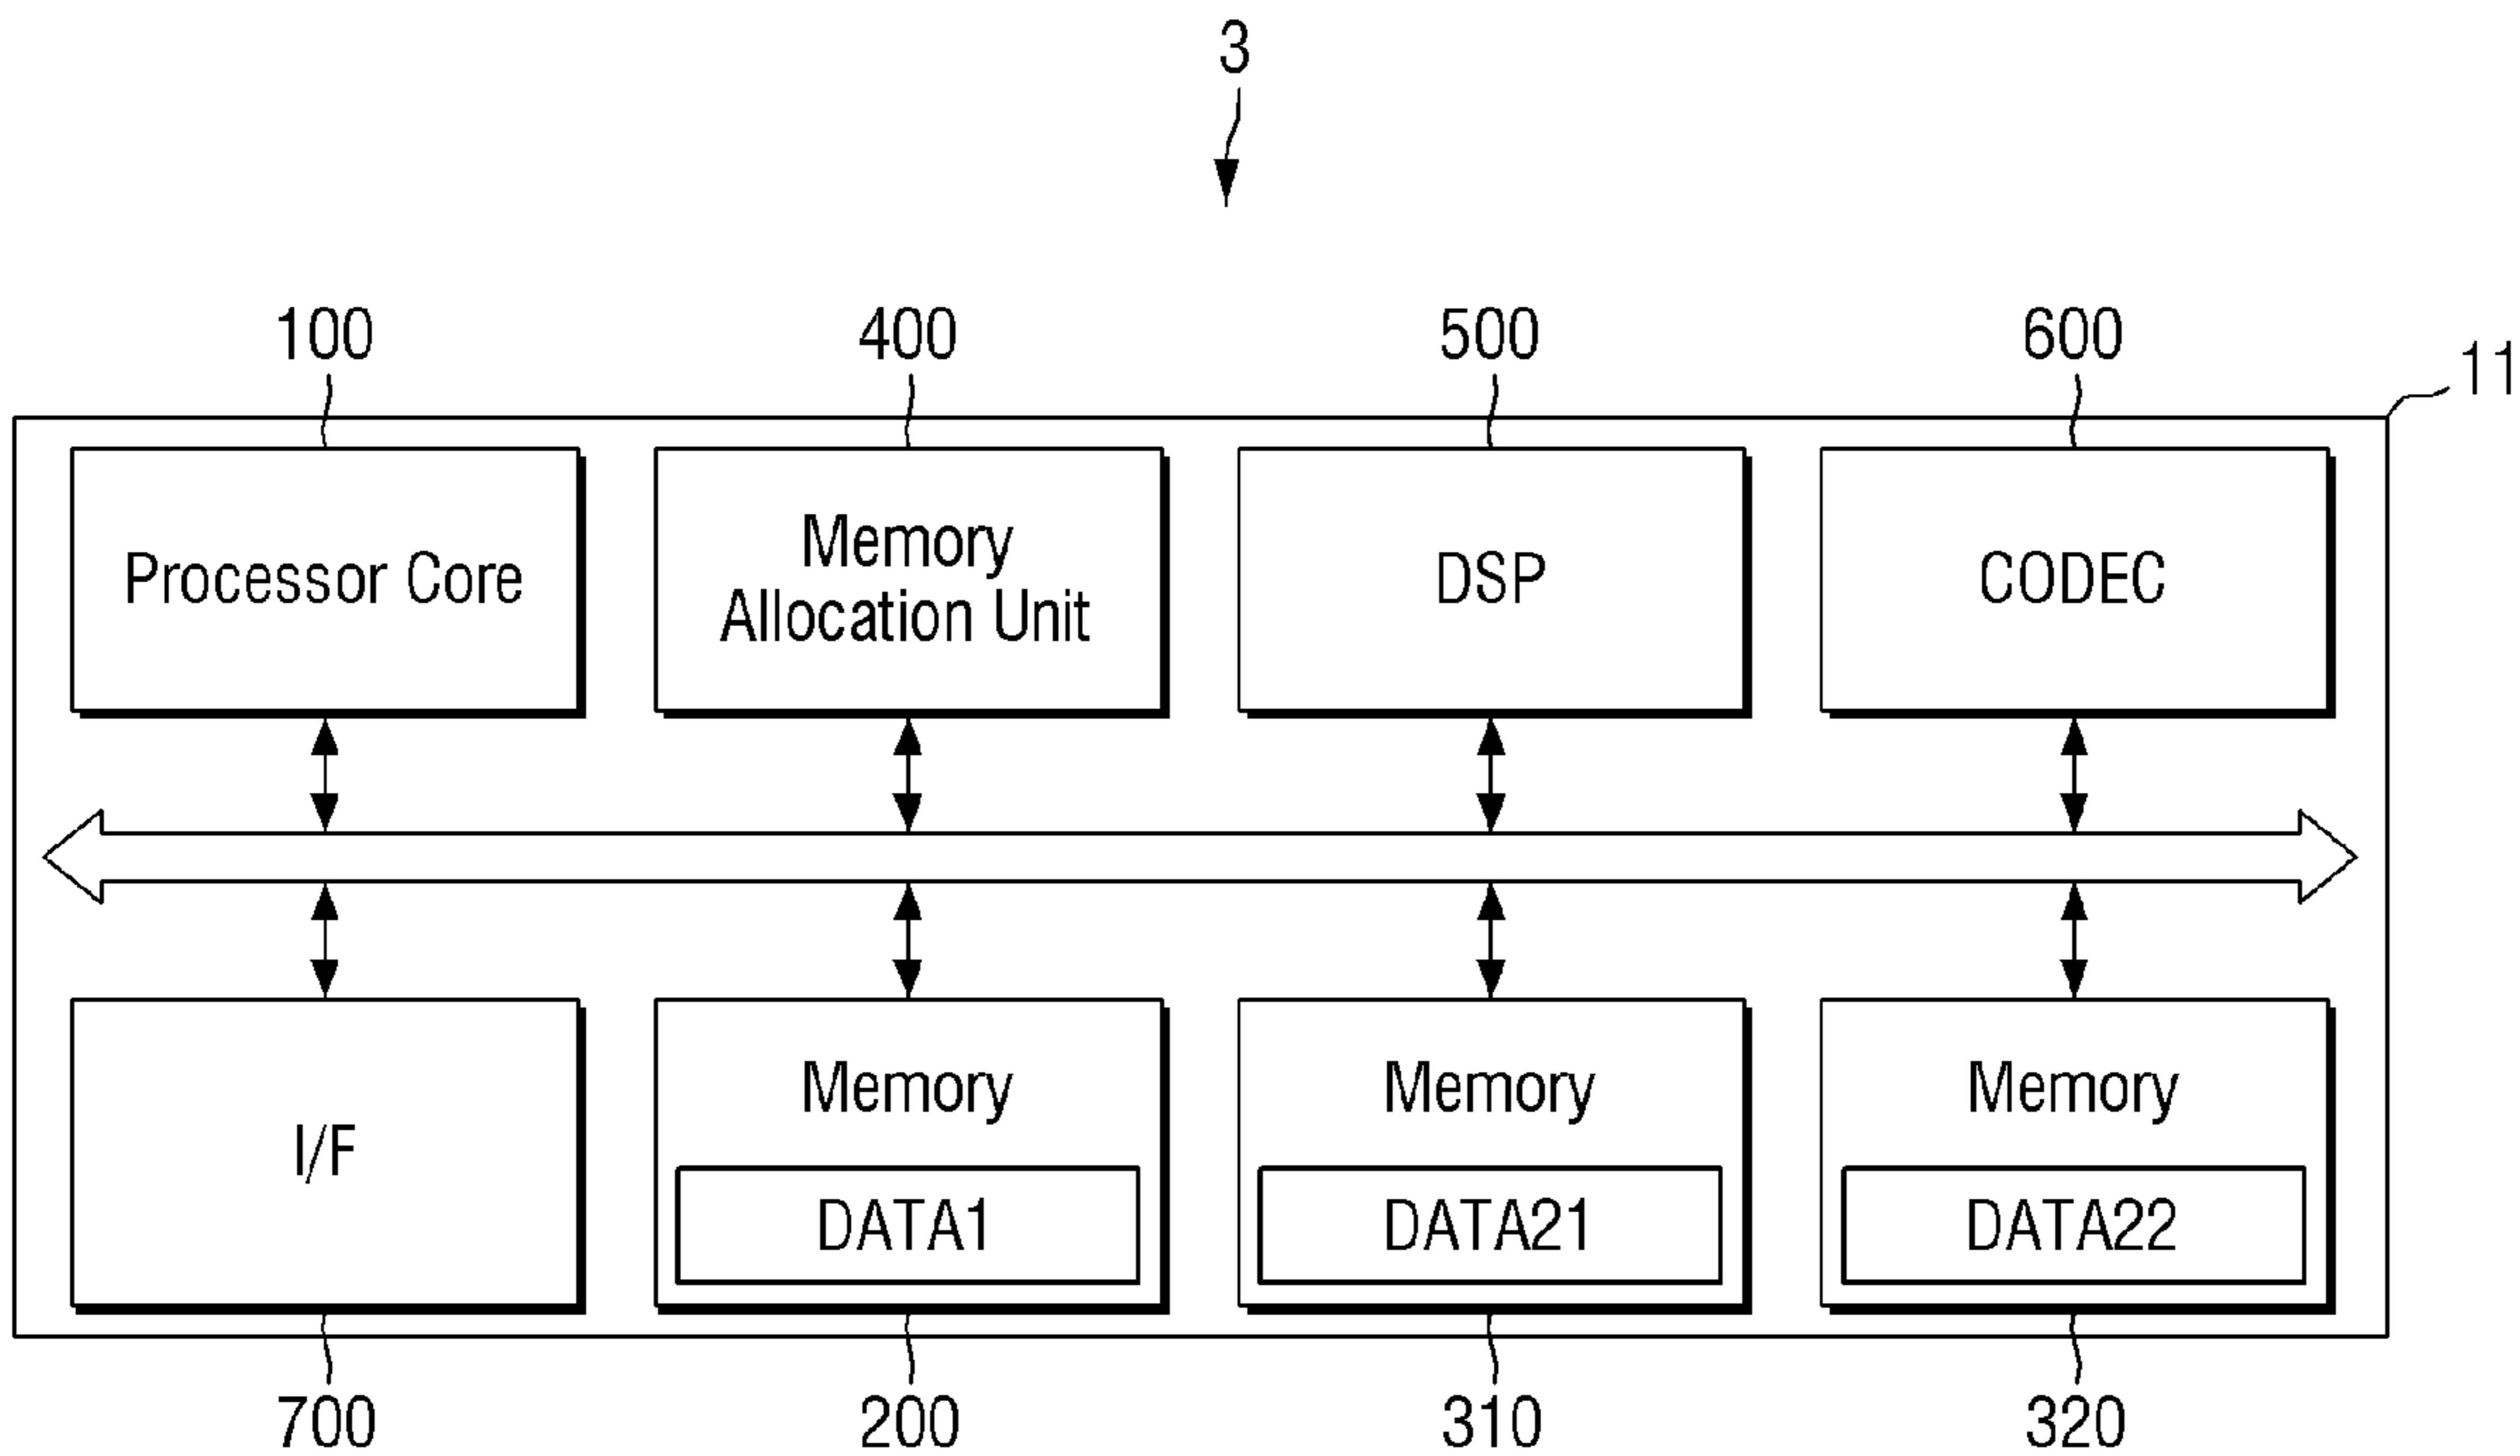 3
100
400
500
600
11
Processor Core
Memory
Allocation Unit
DSP
CODEC
I/F
Memory
DATA1
Memory
DATA21
Memory
DATA22
700
200
310
320